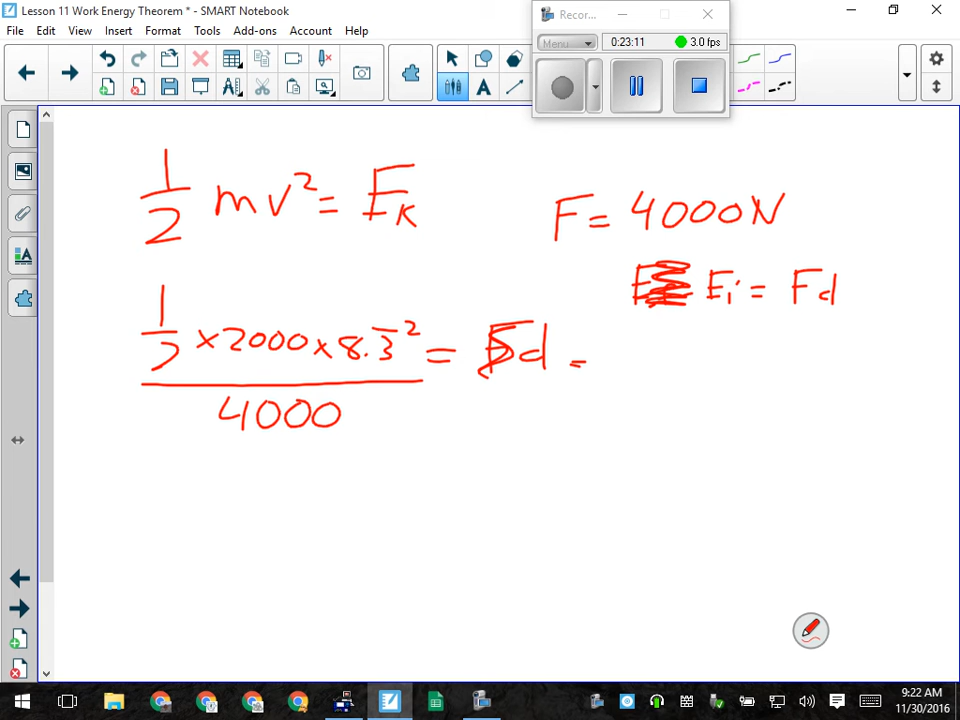 Lesson 11 Work Energy Theorem * - SMART Notebook
Recor...
File Edit View Insert Format Tools Add-ons Account Help
Menu 0:23:11 3.0 fps
1/2 mv² = Eₖ
F = 4000N
Ei = Fd
1/2 × 2000 × 8.3̅² = d =
4000
9:22 AM
11/30/2016